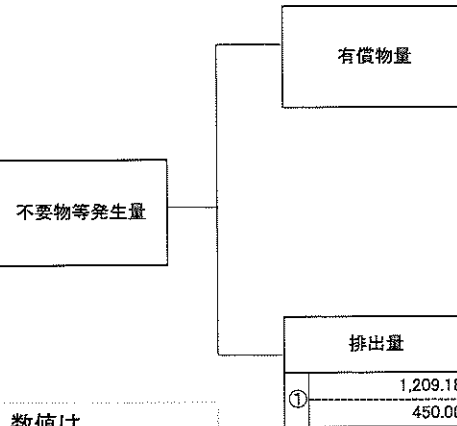 有償物量
不要物等発生量
排出量
① 1,209.18
450.00
数値は